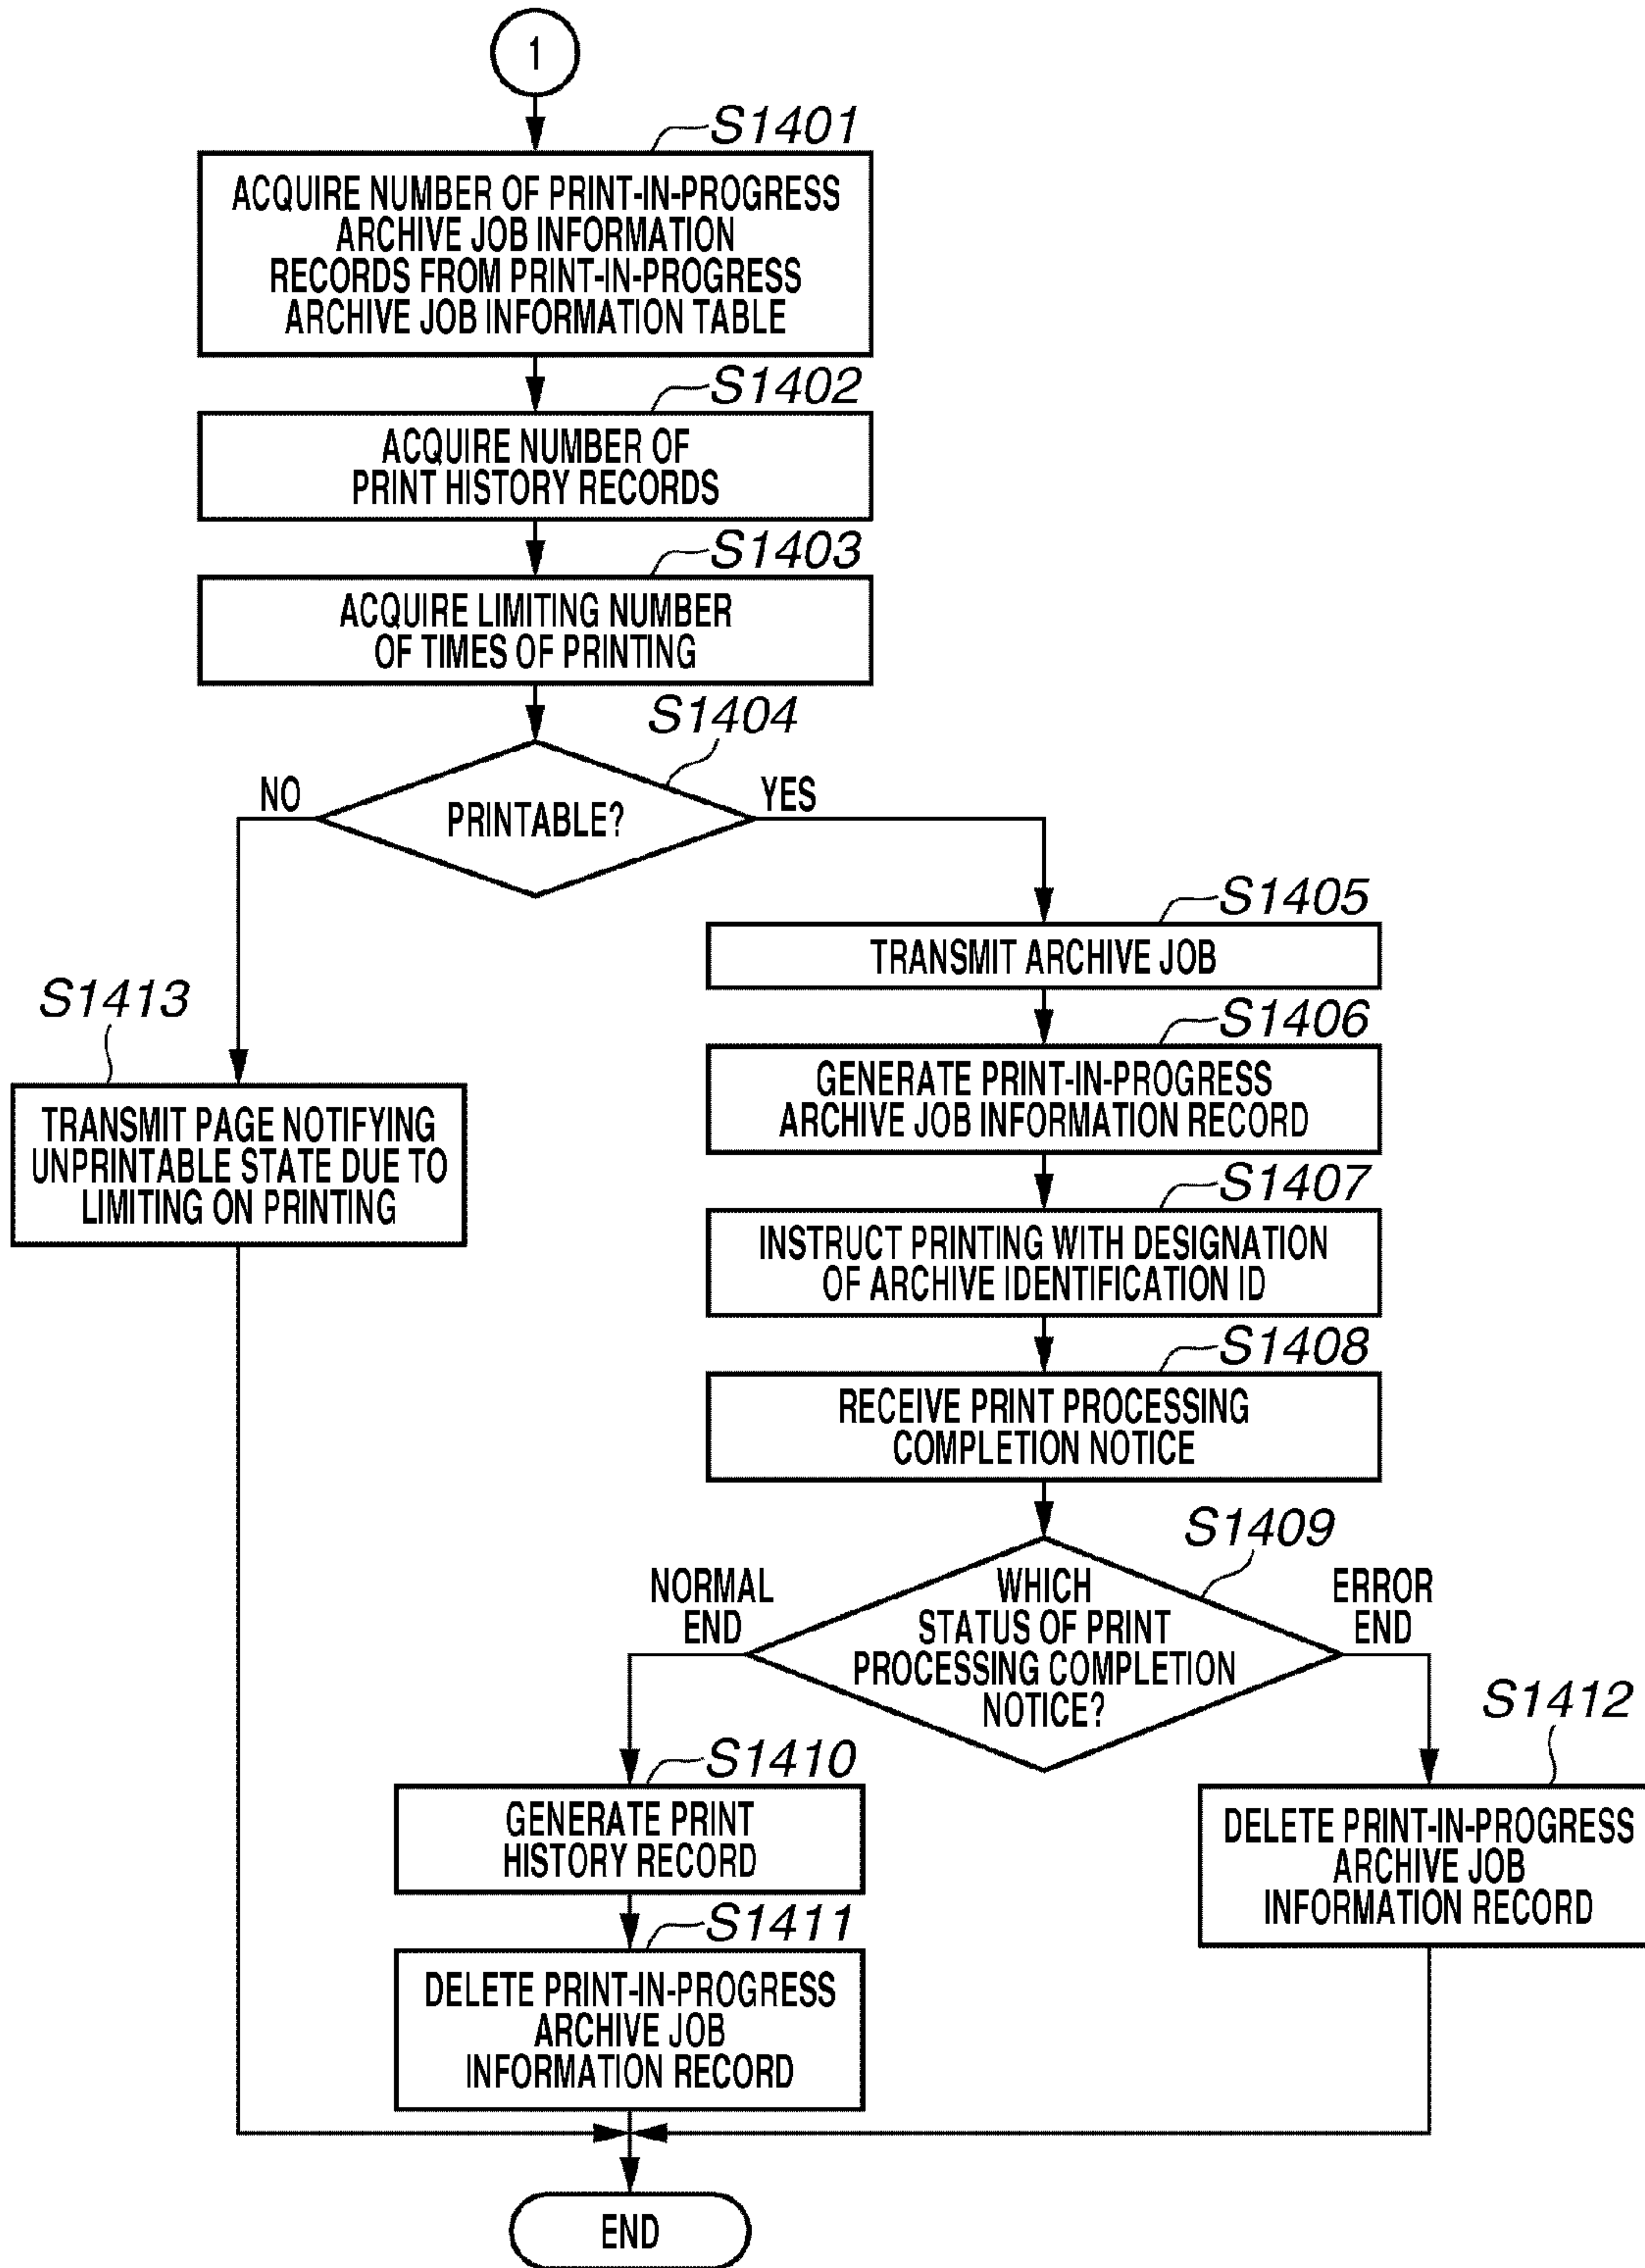 1
S1401
ACQUIRE NUMBER OF PRINT-IN-PROGRESS
ARCHIVE JOB INFORMATION
RECORDS FROM PRINT-IN-PROGRESS
ARCHIVE JOB INFORMATION TABLE
S1402
ACQUIRE NUMBER OF
PRINT HISTORY RECORDS
S1403
ACQUIRE LIMITING NUMBER
OF TIMES OF PRINTING
S1404
NO
PRINTABLE?
YES
S1405
TRANSMIT ARCHIVE JOB
S1413
TRANSMIT PAGE NOTIFYING
UNPRINTABLE STATE DUE TO
LIMITING ON PRINTING
S1406
GENERATE PRINT-IN-PROGRESS
ARCHIVE JOB INFORMATION RECORD
S1407
INSTRUCT PRINTING WITH DESIGNATION
OF ARCHIVE IDENTIFICATION ID
S1408
RECEIVE PRINT PROCESSING
COMPLETION NOTICE
S1409
NORMAL
END
WHICH
STATUS OF PRINT
PROCESSING COMPLETION
NOTICE?
ERROR
END
S1410
GENERATE PRINT
HISTORY RECORD
S1411
DELETE PRINT-IN-PROGRESS
ARCHIVE JOB
INFORMATION RECORD
S1412
DELETE PRINT-IN-PROGRESS
ARCHIVE JOB
INFORMATION RECORD
END